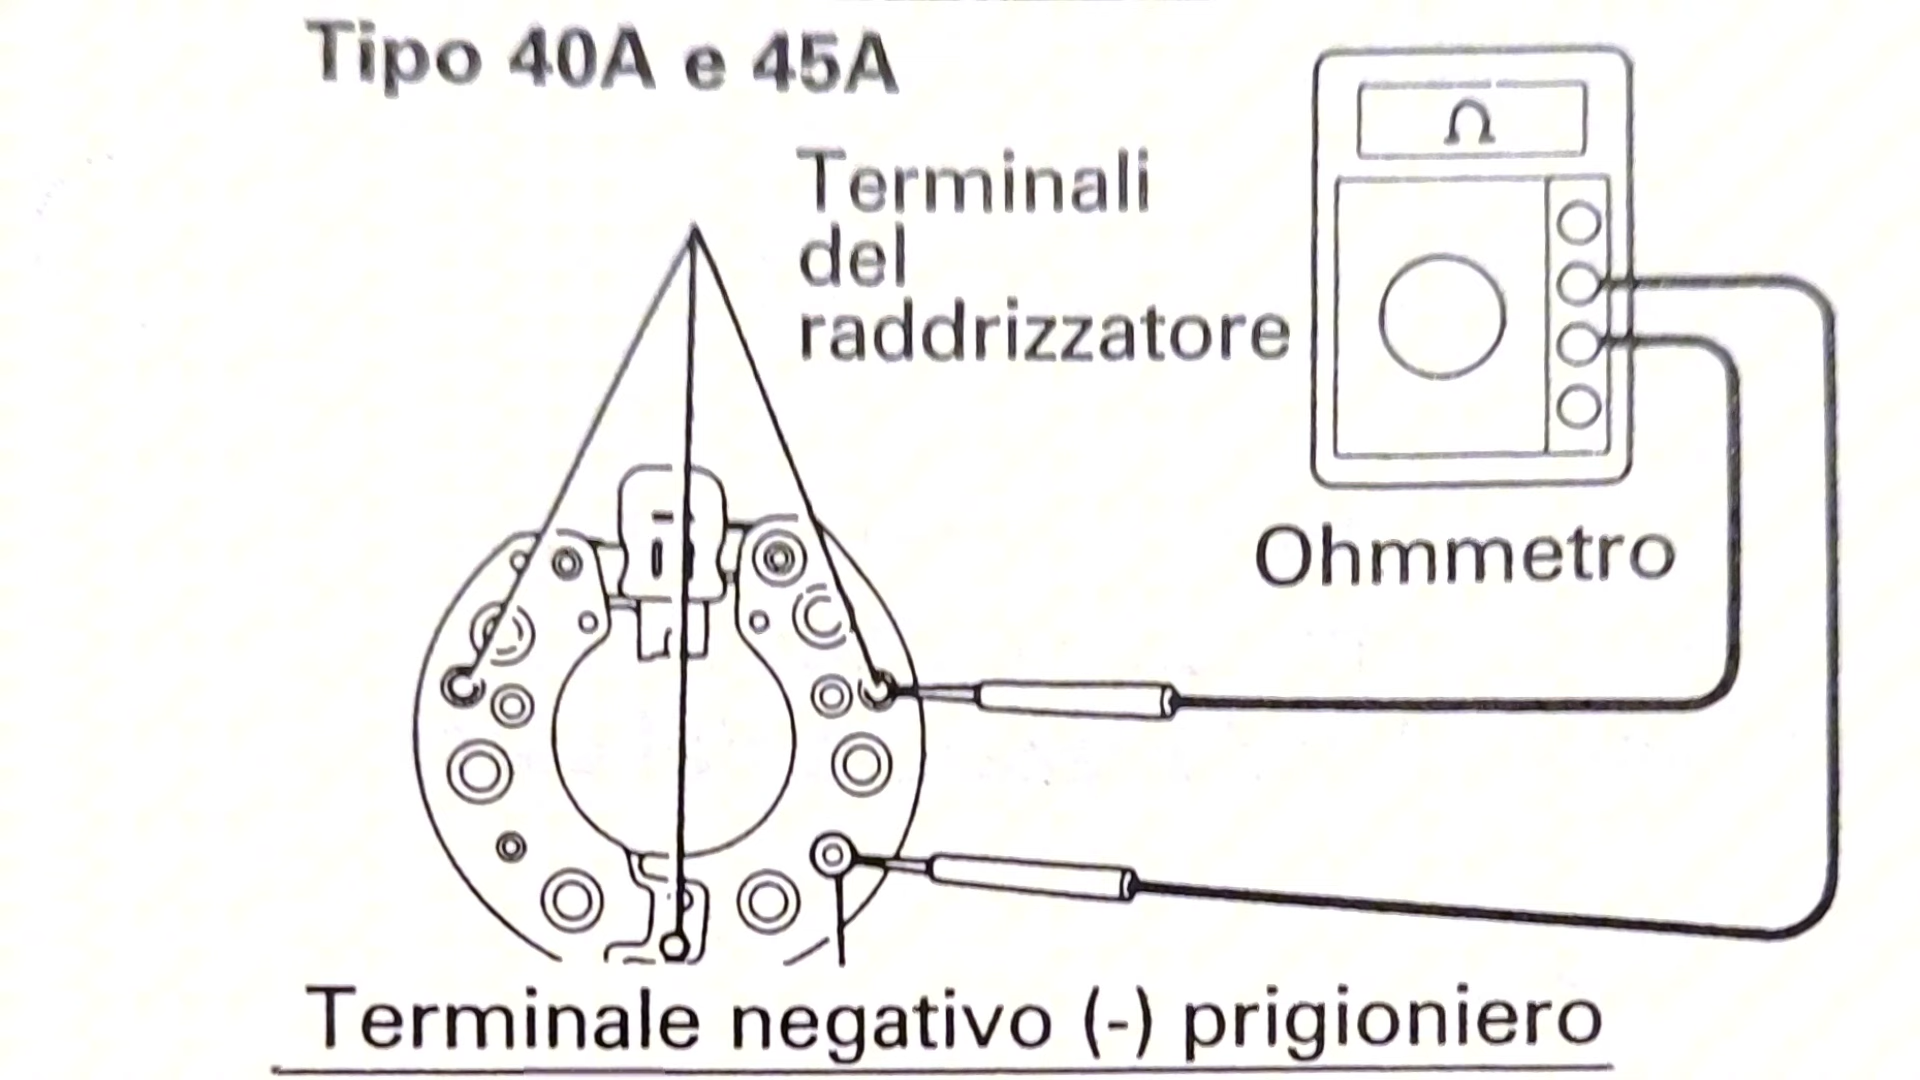 Tipo 40A e 45A
Terminali
del
raddrizzatore
Ω
Ohmmetro
Terminale negativo (-) prigioniero